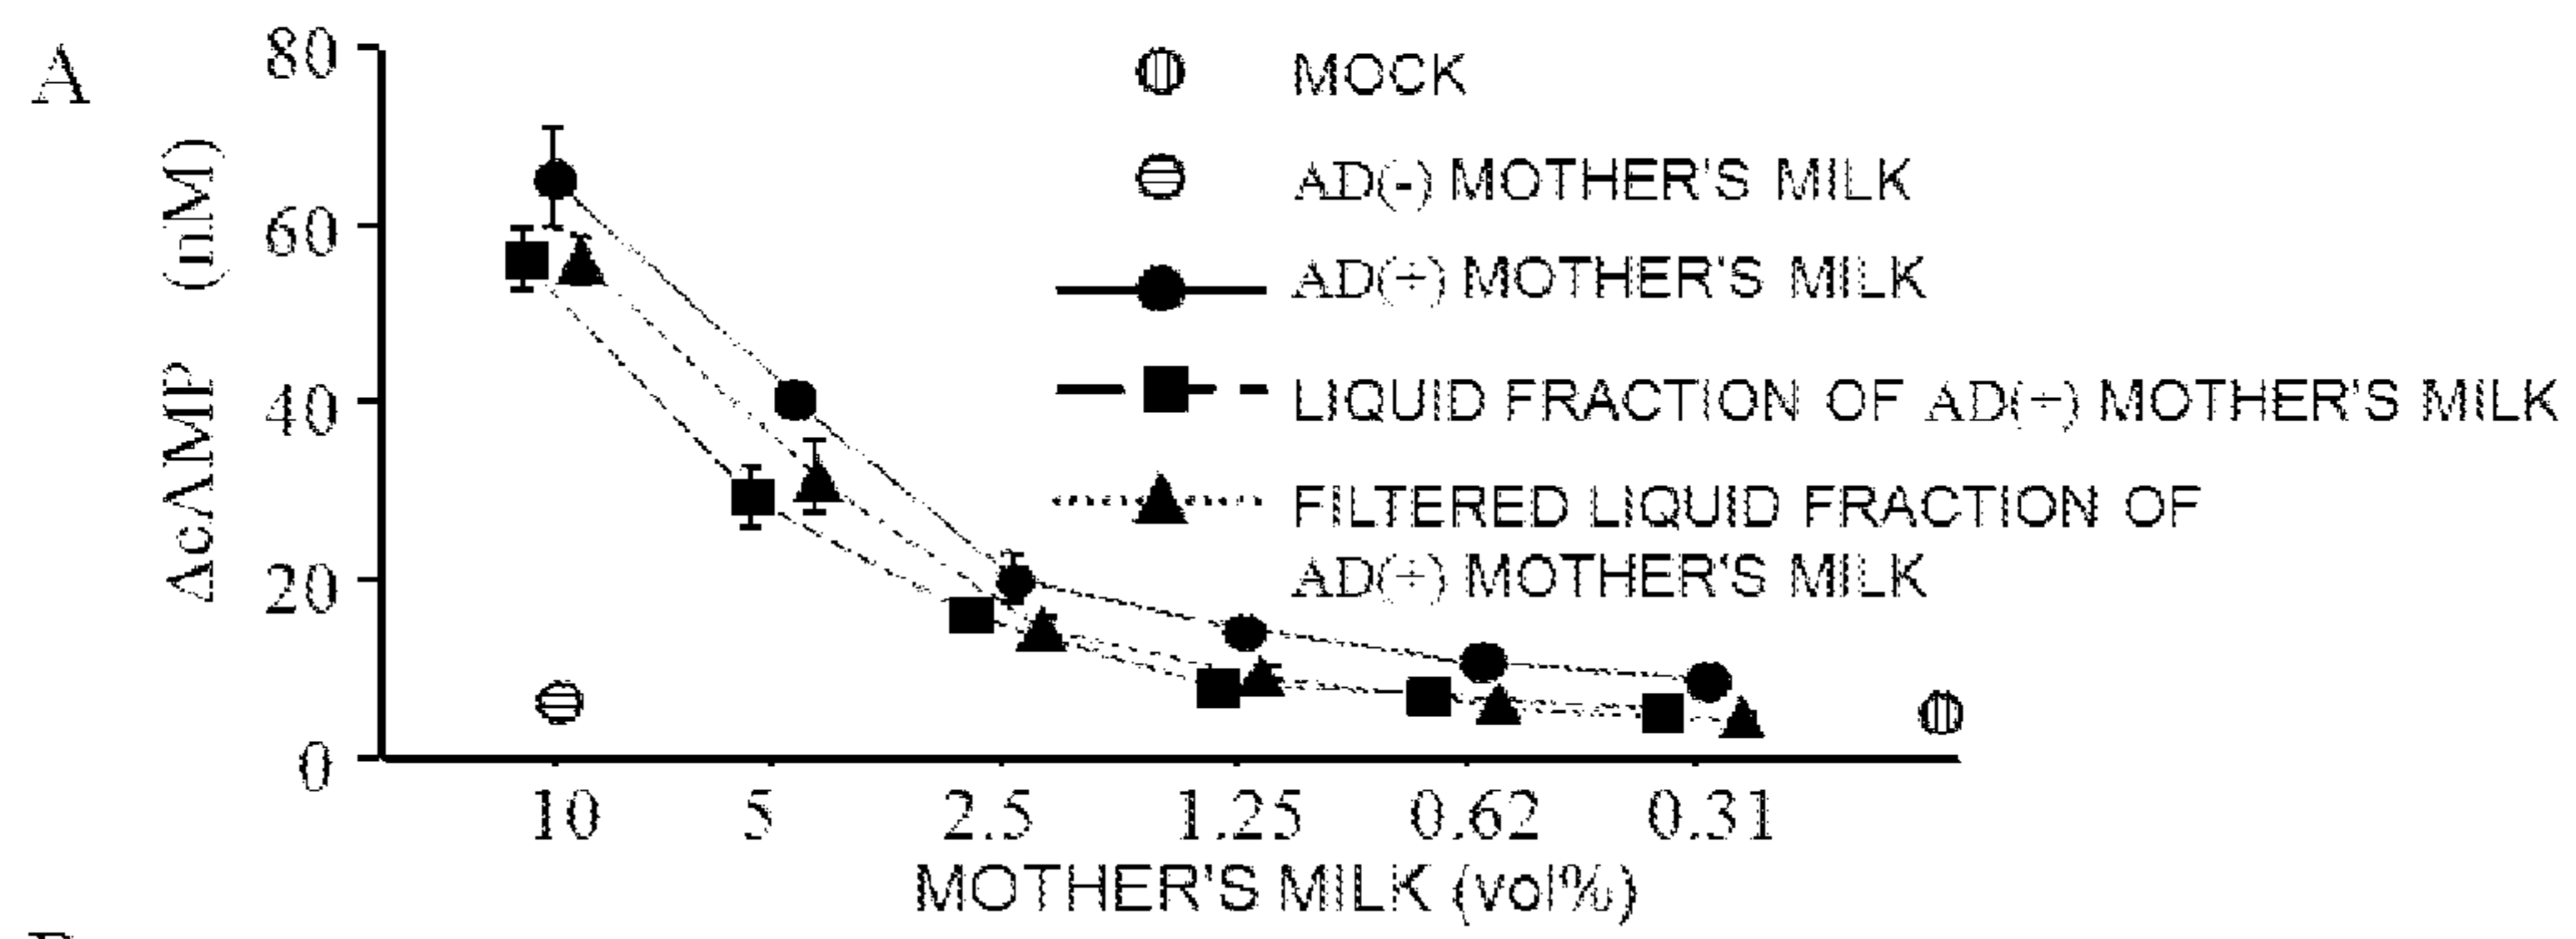 A
80
60
40
20
0
ΔcAMP (nM)
MOCK
AD(-) MOTHER'S MILK
AD(+) MOTHER'S MILK
LIQUID FRACTION OF AD(+) MOTHER'S MILK
FILTERED LIQUID FRACTION OF
AD(+) MOTHER'S MILK
10 5 2.5 1.25 0.62 0.31
MOTHER'S MILK (vol%)